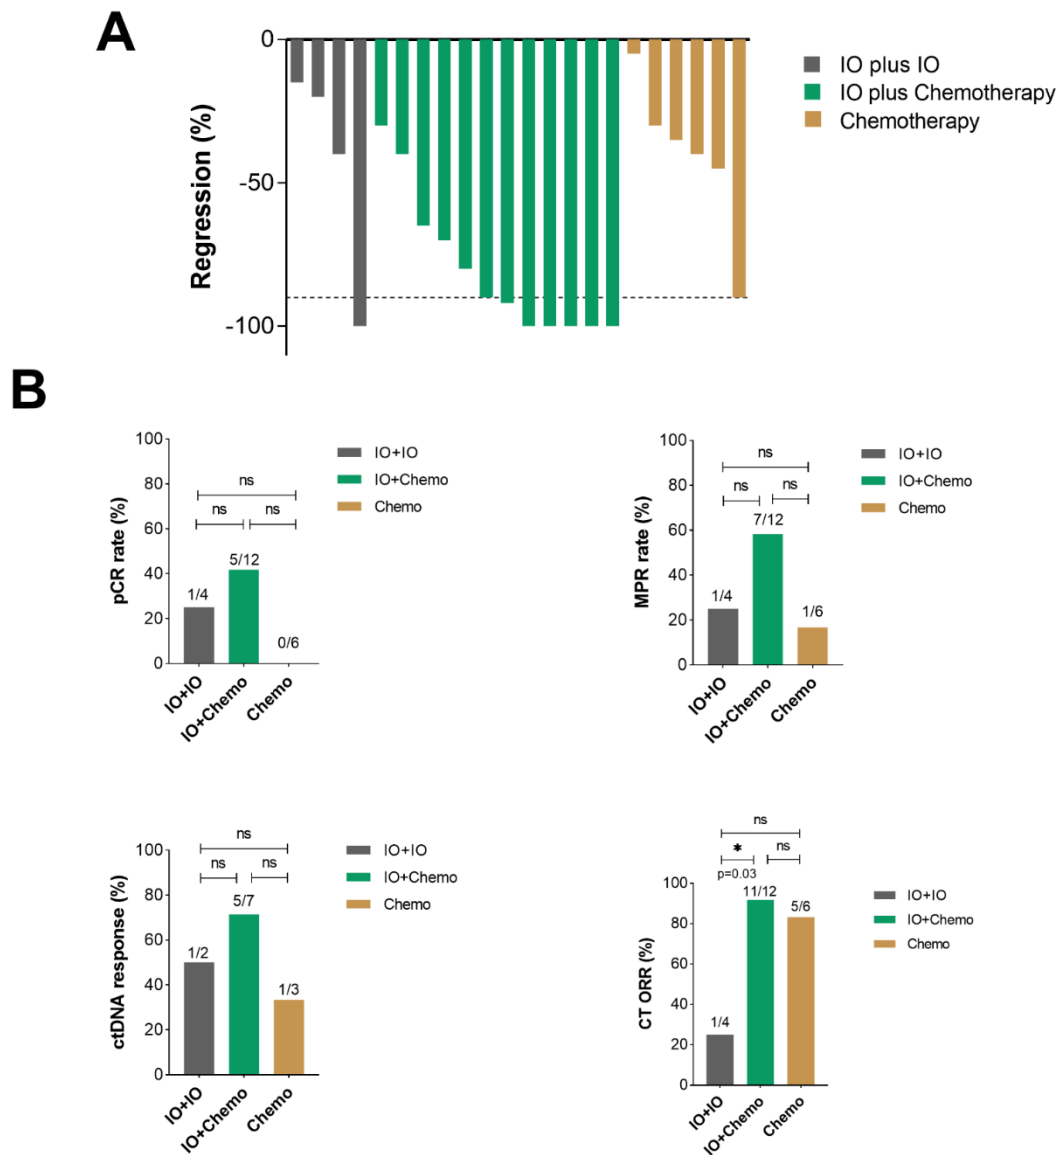 A
0
-50
-100
Regression (%)
IO plus IO
IO plus Chemotherapy
Chemotherapy
B
100
80
60
40
20
0
pCR rate (%)
ns
ns
ns
1/4
5/12
0/6
IO+IO
IO+Chemo
Chemo
IO+IO
IO+Chemo
Chemo
100
80
60
40
20
0
MPR rate (%)
ns
ns
ns
1/4
7/12
1/6
IO+IO
IO+Chemo
Chemo
IO+IO
IO+Chemo
Chemo
100
80
60
40
20
0
ctDNA response (%)
ns
ns
ns
1/2
5/7
1/3
IO+IO
IO+Chemo
Chemo
IO+IO
IO+Chemo
Chemo
100
80
60
40
20
0
CT ORR (%)
ns
*
ns
p=0.03
1/4
11/12
5/6
IO+IO
IO+Chemo
Chemo
IO+IO
IO+Chemo
Chemo